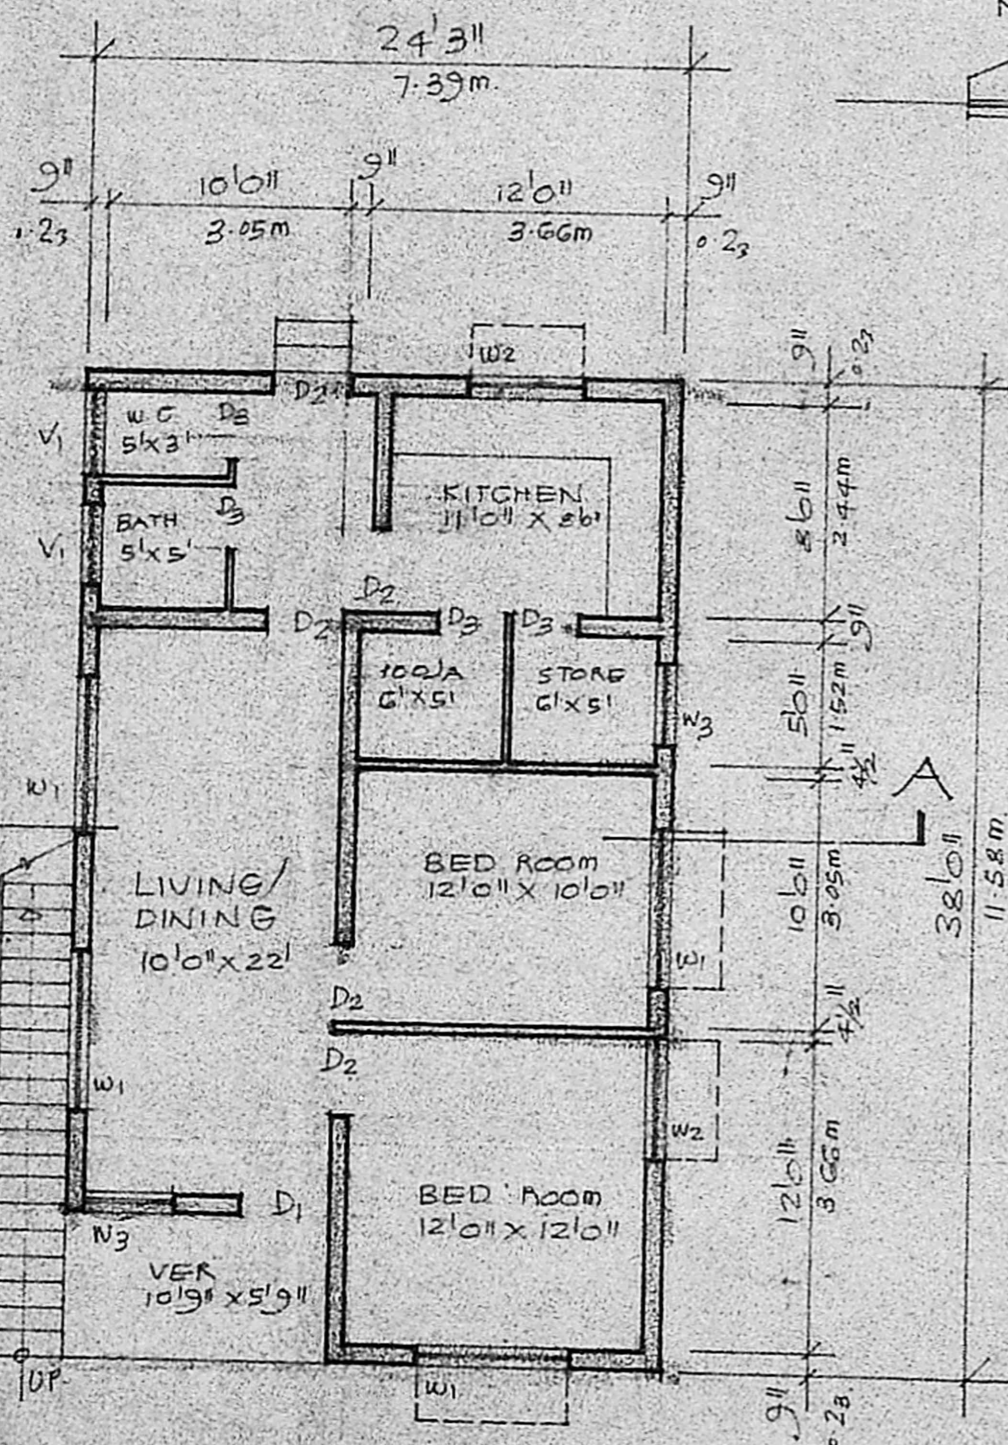 24'3"
7.39m.
9"
10'0"
9"
12'0"
9"
0.23
3.05m
3.66m
0.23
W2
9"
0.23
D2
W C
5'X3'
D3
V1
KITCHEN
11'0" X 86'
8'6"
2.44m
BATH
5'X5'
D3
V1
D2
D2
D3
D3
9"
STORE
6'X5'
6'X5'
W3
5'0"
1.52m
4½"
W1
A
BED ROOM
12'0" X 10'0"
LIVING/
DINING
10'0" X 22'
10'0"
3.05m
38'0"
11.58m
W1
D2
4½"
D2
W1
W2
BED ROOM
12'0" X 12'0"
12'0"
3.66m
D1
N3
VER
10'9" X 5'9"
UP
W1
9"
0.23